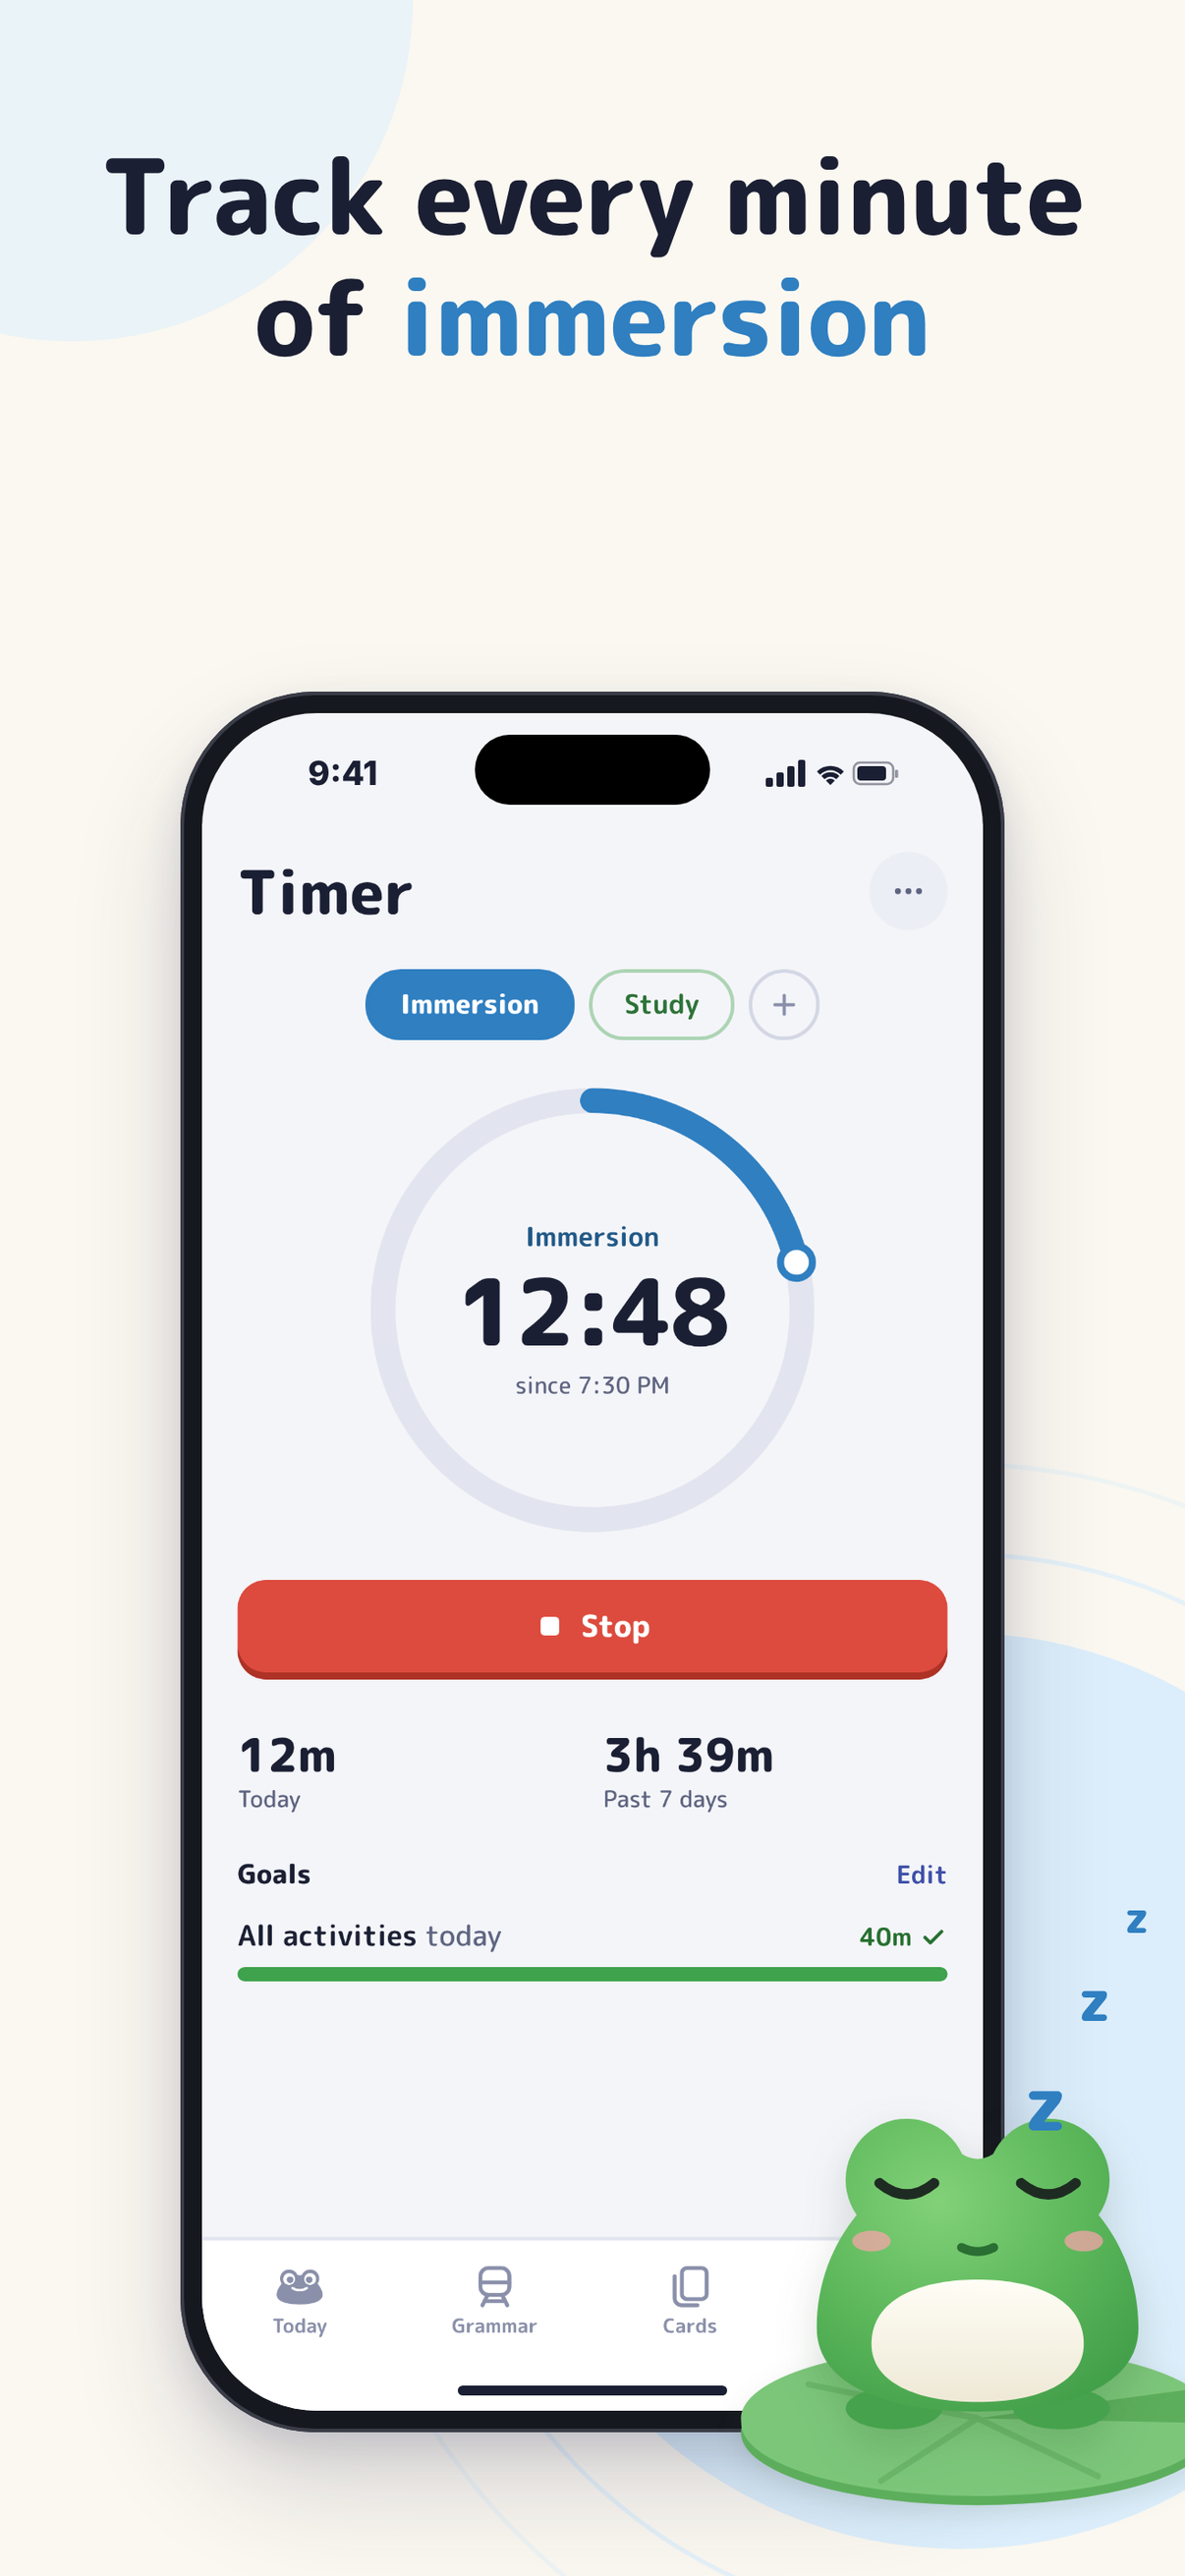 Track every minute
of immersion
9:41
Timer
Immersion Study +
Immersion
12:48
since 7:30 PM
Stop
12m 3h 39m
Today Past 7 days
Goals Edit
All activities today 40m
z
z
z
Today Grammar Cards